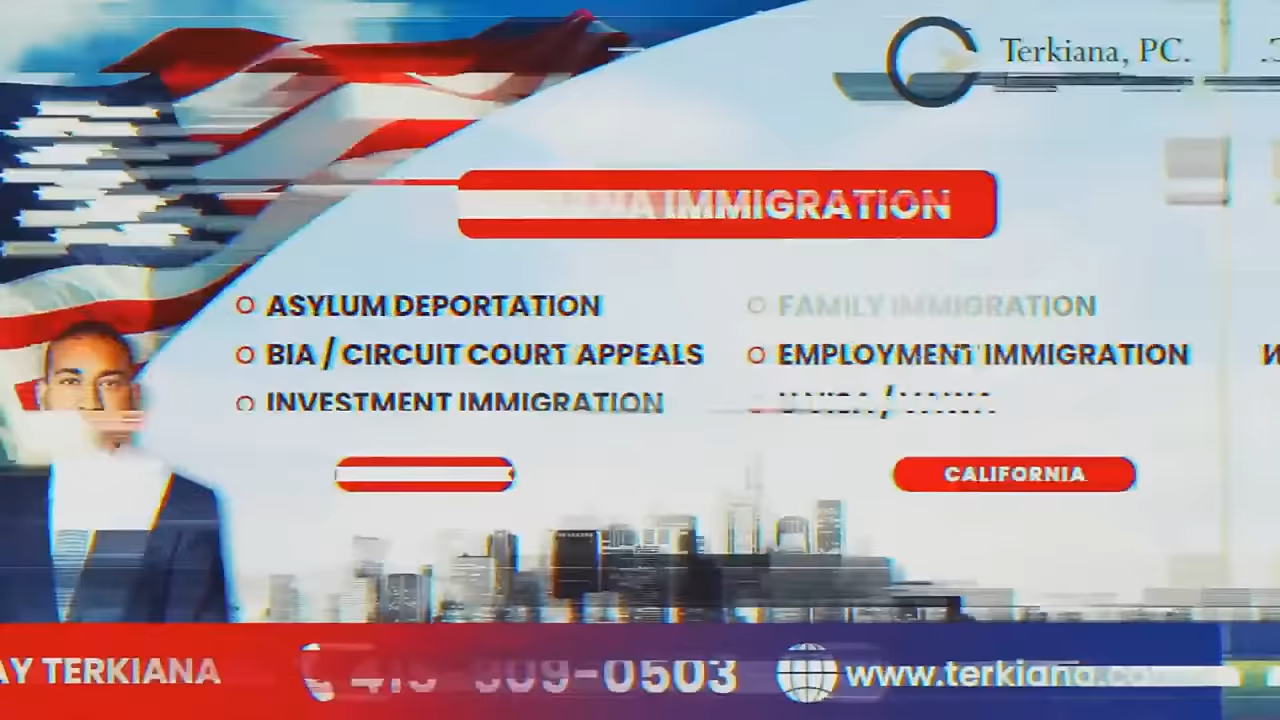 Terkiana, PC.
IMMIGRATION
ASYLUM DEPORTATION
FAMILY IMMIGRATION
BIA / CIRCUIT COURT APPEALS
EMPLOYMENT IMMIGRATION
INVESTMENT IMMIGRATION
CALIFORNIA
AY TERKIANA
-0503
www.terkiana.com